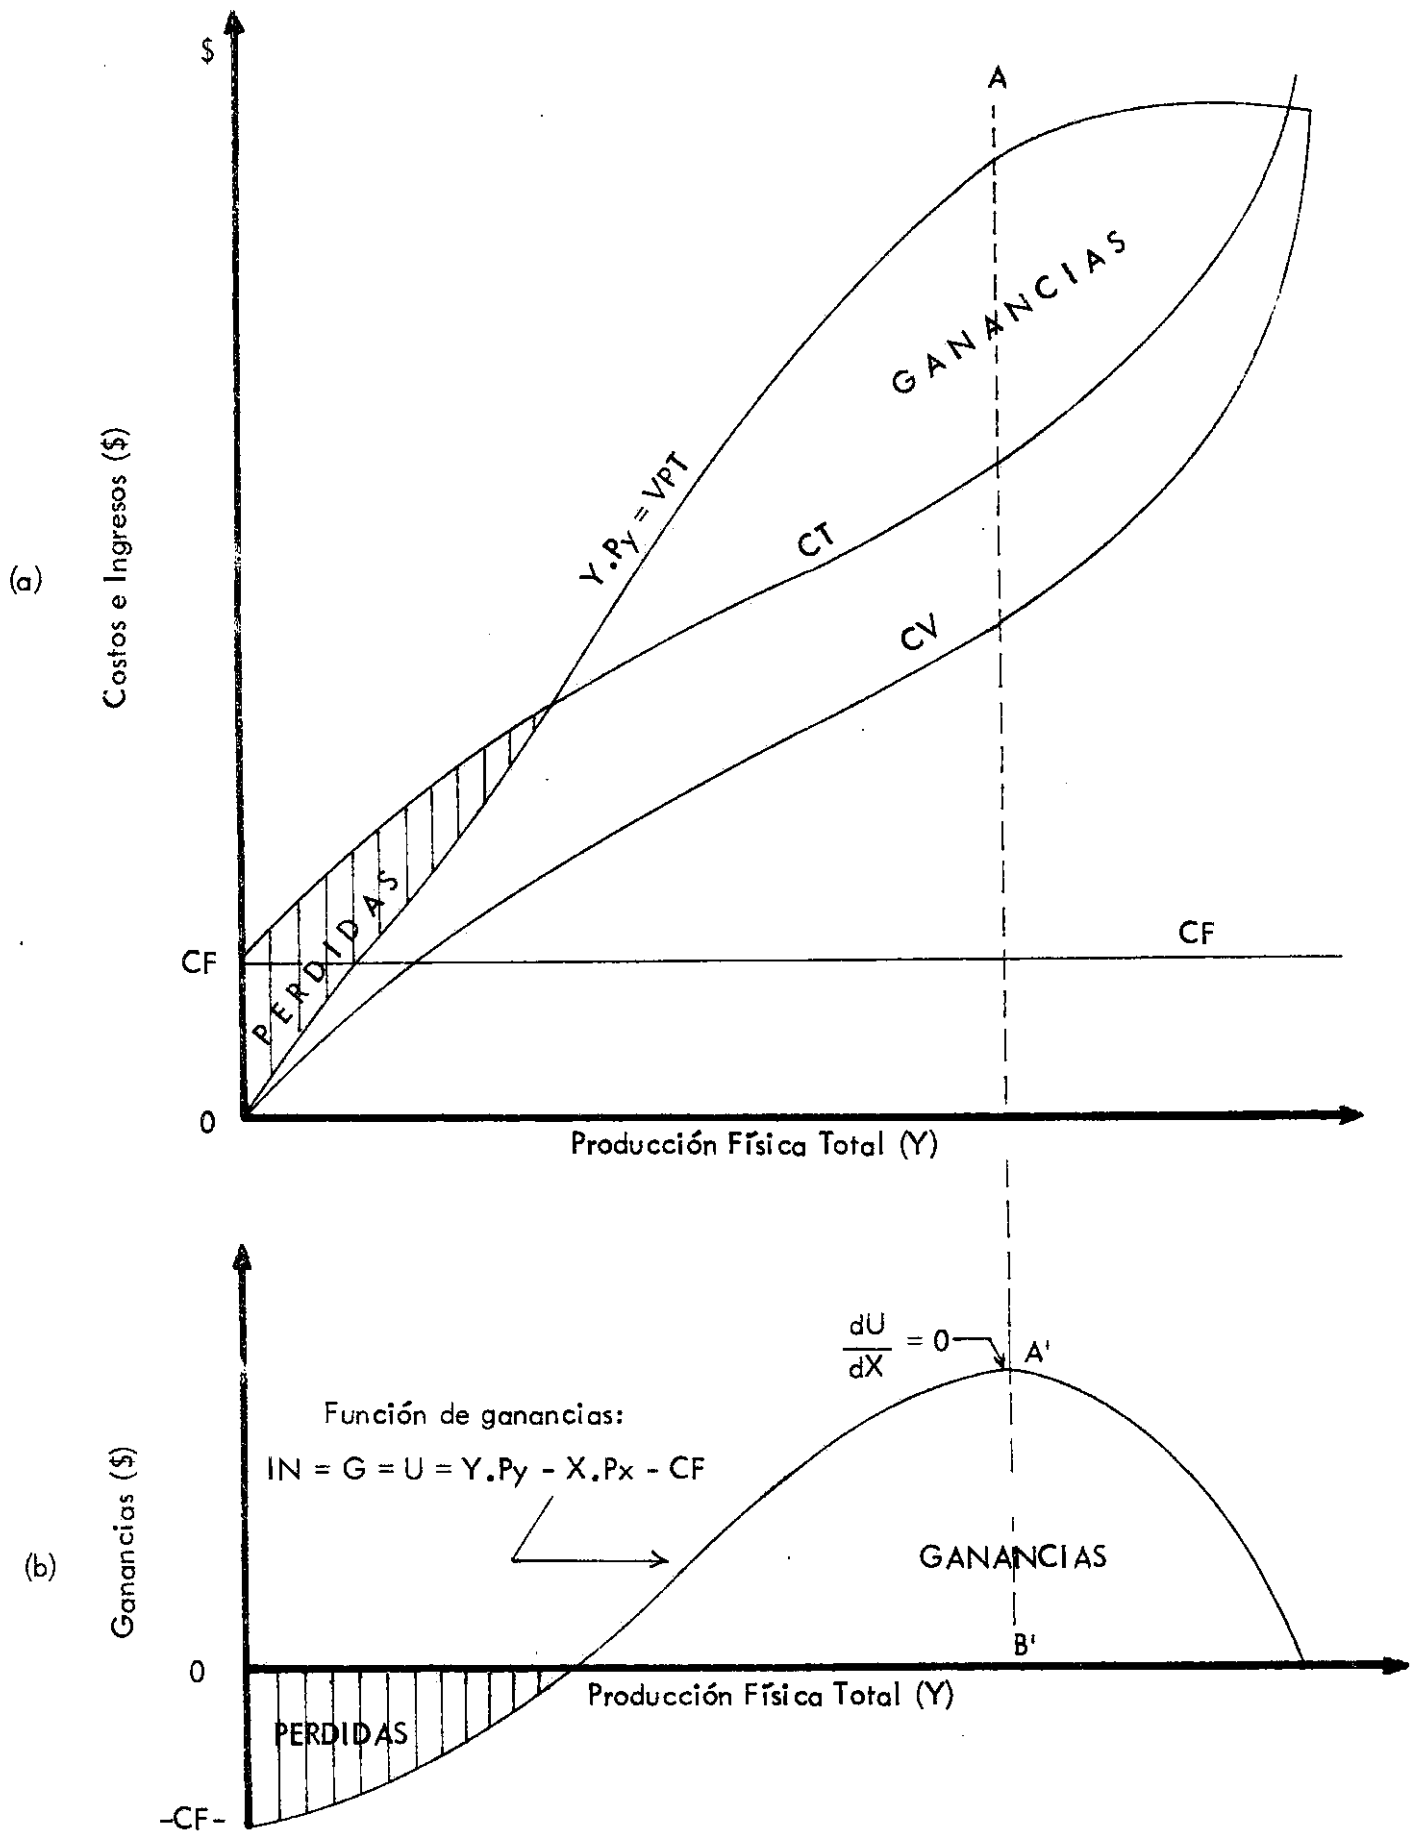 $
A
GANANCIAS
Y.Py = VPT
CT
CV
Costos e Ingresos ($)
(a)
PERDIDAS
CF
CF
0
Producción Física Total (Y)
dU
dX
= 0
A'
Función de ganancias:
IN = G = U = Y.Py - X.Px - CF
Ganancias ($)
(b)
GANANCIAS
B'
0
Producción Física Total (Y)
PERDIDAS
-CF-